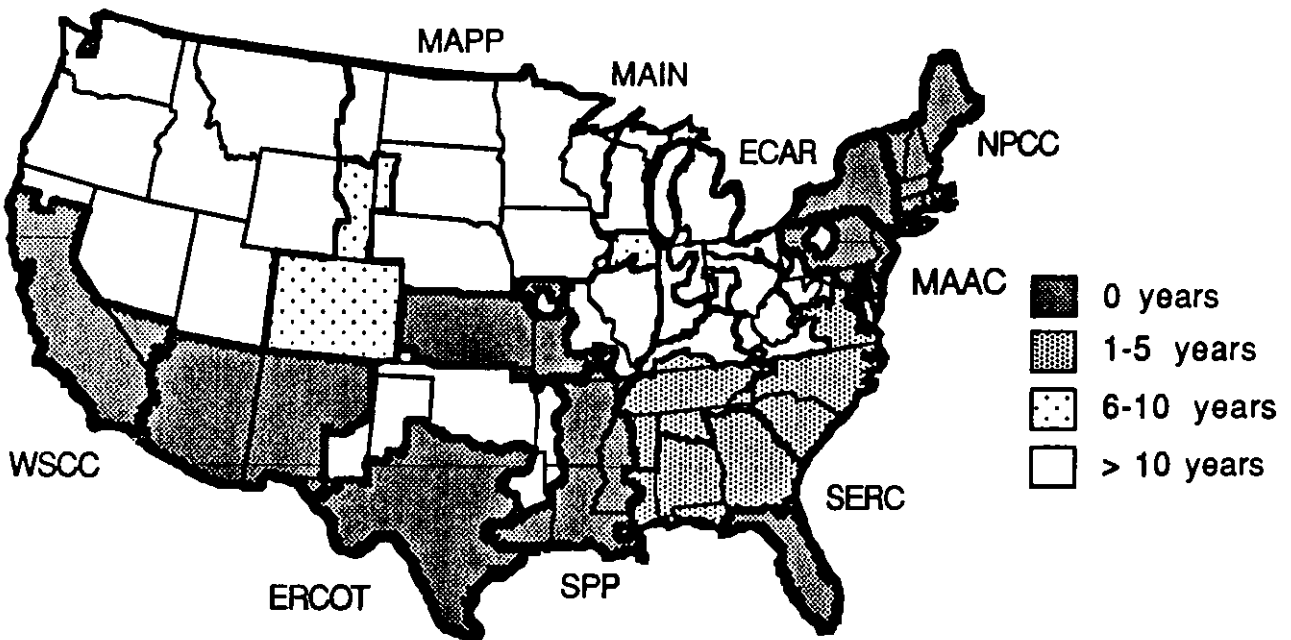 MAPP
MAIN
ECAR
NPCC
MAAC
0 years
1-5 years
6-10 years
> 10 years
WSCC
SERC
ERCOT
SPP